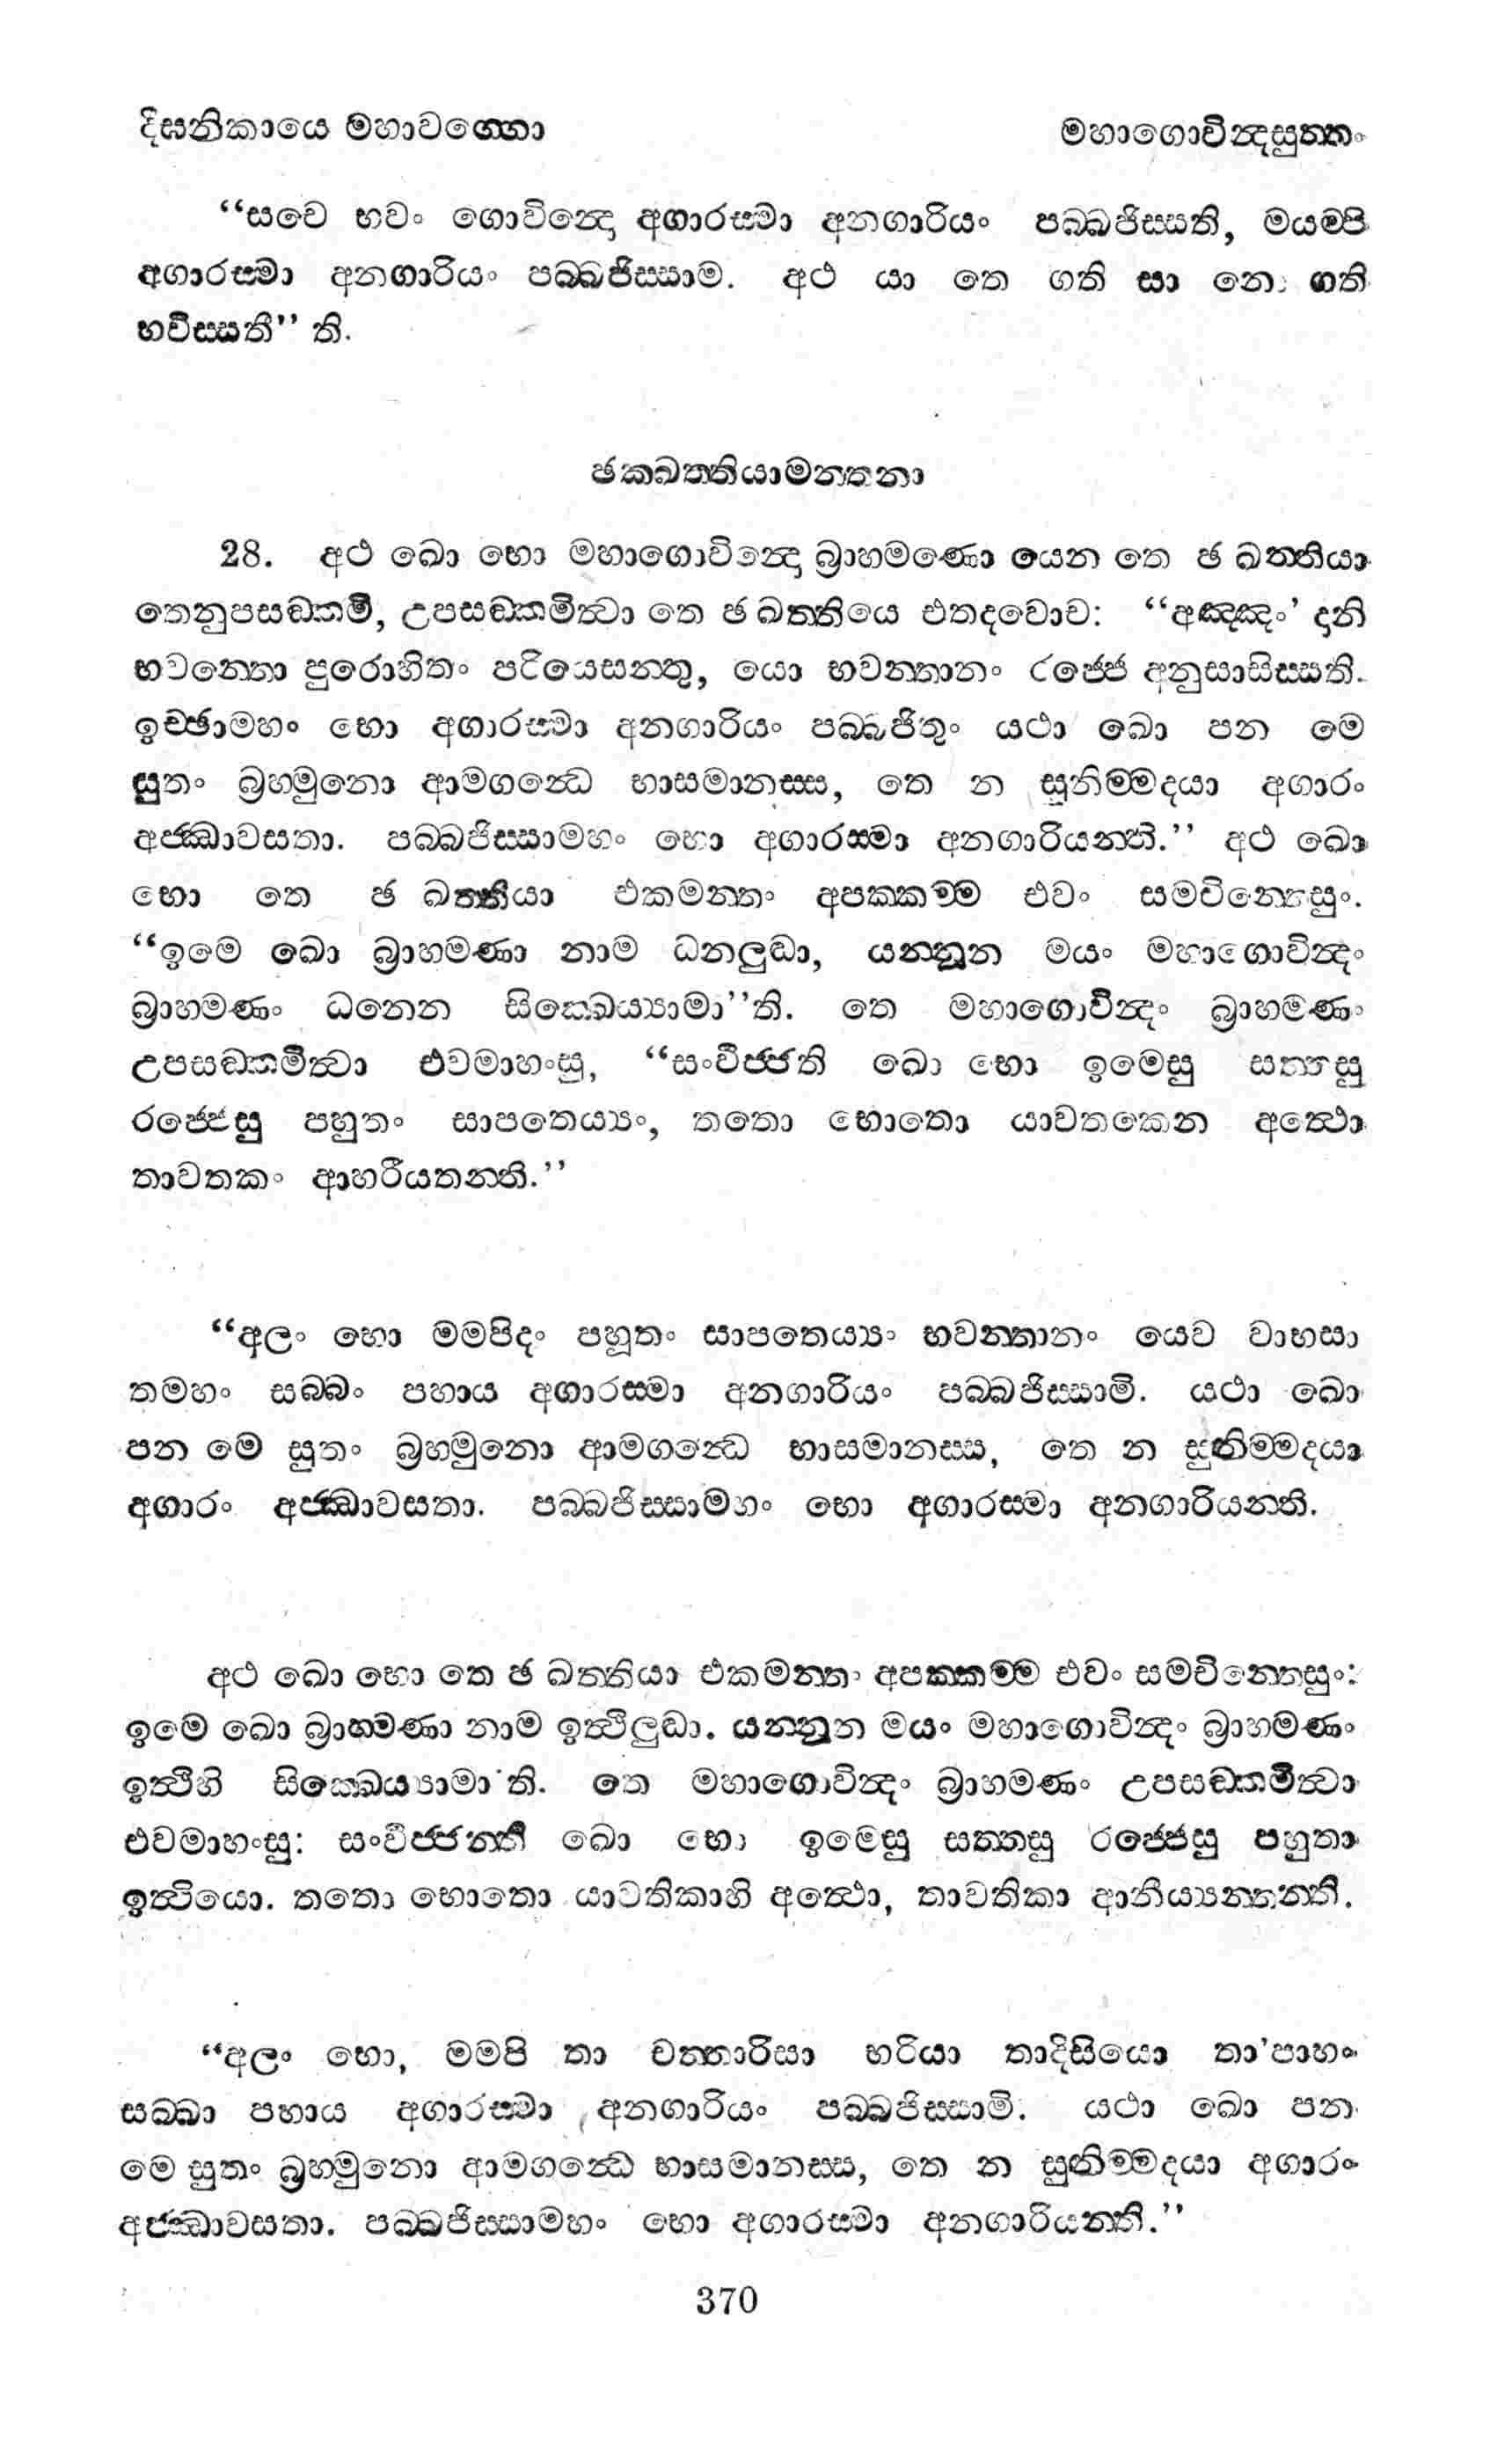 දීඝනිකායෙ මහාවග්ගො මහාගොවින්දසුත්තං
“සචෙ භවං ගොවින්දො අගාරස්මා අනගාරියං පබ්බජිස්සති, මයම්පි
අගාරස්මා අනගාරියං පබ්බජිස්සාම. අථ යා තෙ ගති සා නො ගති
භවිස්සතී” ති.
ඡක්ඛත්තියාමන්තනා
28. අථ ඛො භො මහාගොවින්දො බ්‍රාහ්මණො යෙන තෙ ඡ ඛත්තියා
තෙනුපසඞ්කමි, උපසඞ්කමිත්වා තෙ ඡ ඛත්තියෙ එතදවොච: “අඤ්ඤං’ දානි
භවන්තො පුරොහිතං පරියෙසන්තු, යො භවන්තානං රජ්ජෙ අනුසාසිස්සති.
ඉච්ඡාමහං භො අගාරස්මා අනගාරියං පබ්බජිතුං යථා ඛො පන මෙ
සුතං බ්‍රහ්මුනො ආමගන්ධෙ භාසමානස්ස, තෙ න සුනිම්මදයා අගාරං
අජ්ඣාවසතා. පබ්බජිස්සාමහං භො අගාරස්මා අනගාරියන්ති.” අථ ඛො
භො තෙ ඡ ඛත්තියා එකමන්තං අපක්කම්ම එවං සමචින්තෙසුං.
“ඉමෙ ඛො බ්‍රාහ්මණා නාම ධනලුද්ධා, යන්නූන මයං මහාගොවින්දං
බ්‍රාහ්මණං ධනෙන සික්ඛෙය්‍යාමා”ති. තෙ මහාගොවින්දං බ්‍රාහ්මණං
උපසඞ්කමිත්වා එවමාහංසු, “සංවිජ්ජති ඛො භො ඉමෙසු සත්තසු
රජ්ජෙසු පහුතං සාපතෙය්‍යං, තතො භොතො යාවතකෙන අත්ථො
තාවතකං ආහරීයතන්ති.”
“අලං භො මමපිදං පහූතං සාපතෙය්‍යං භවන්තානං යෙව වාහසා
තමහං සබ්බං පහාය අගාරස්මා අනගාරියං පබ්බජිස්සාමි. යථා ඛො
පන මෙ සුතං බ්‍රහ්මුනො ආමගන්ධෙ භාසමානස්ස, තෙ න සුනිම්මදයා
අගාරං අජ්ඣාවසතා. පබ්බජිස්සාමහං භො අගාරස්මා අනගාරියන්ති.
අථ ඛො භො තෙ ඡ ඛත්තියා එකමන්තං අපක්කම්ම එවං සමචින්තෙසුං:
ඉමෙ ඛො බ්‍රාහ්මණා නාම ඉත්ථිලුද්ධා. යන්නූන මයං මහාගොවින්දං බ්‍රාහ්මණං
ඉත්ථීහි සික්ඛෙය්‍යාමා'ති. තෙ මහාගොවින්දං බ්‍රාහ්මණං උපසඞ්කමිත්වා
එවමාහංසු: සංවිජ්ජන්ති ඛො භො ඉමෙසු සත්තසු රජ්ජෙසු පහුතා
ඉත්ථියො. තතො භොතො යාවතිකාහි අත්ථො, තාවතිකා ආනීය්‍යන්තන්ති.
“අලං භො, මමපි තා චත්තාරිසා භරියා තාදිසියො තා’පාහං
සබ්බා පහාය අගාරස්මා අනගාරියං පබ්බජිස්සාමි. යථා ඛො පන
මෙ සුතං බ්‍රහ්මුනො ආමගන්ධෙ භාසමානස්ස, තෙ න සුනිම්මදයා අගාරං
අජ්ඣාවසතා. පබ්බජිස්සාමහං භො අගාරස්මා අනගාරියන්ති.”
370